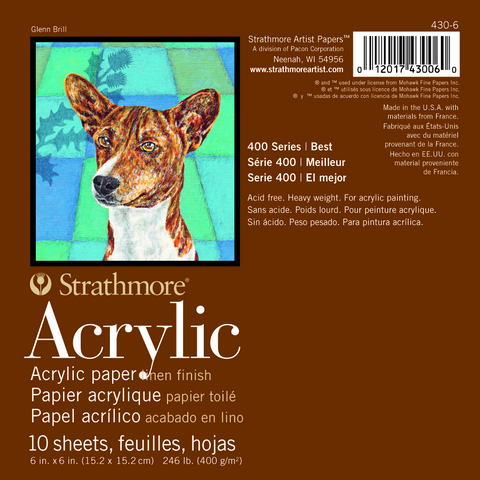 Glenn Brill
430-6
Strathmore Artist Papers™
A division of Pacon Corporation
Neenah, WI 54956
www.strathmoreartist.com
0 12017 43006 0
® and ™ used under license from Mohawk Fine Papers Inc.
® et ™ utilisés sous licence de Mohawk Fine Papers Inc.
® y ™ usadas de acuerdo con licencia de Mohawk Fine Papers Inc.
Made in the U.S.A. with
materials from France.
Fabriqué aux États-Unis
avec du matériel
provenant de la France.
Hecho en EE.UU. con
material proveniente
de Francia.
400 Series | Best
Série 400 | Meilleur
Serie 400 | El mejor
Acid free. Heavy weight. For acrylic painting.
Sans acide. Poids lourd. Pour peinture acrylique.
Sin ácido. Peso pesado. Para pintura acrílica.
Strathmore®
Acrylic
Acrylic paper linen finish
Papier acrylique papier toilé
Papel acrílico acabado en lino
10 sheets, feuilles, hojas
6 in. x 6 in. (15.2 x 15.2 cm) 246 lb. (400 g/m²)